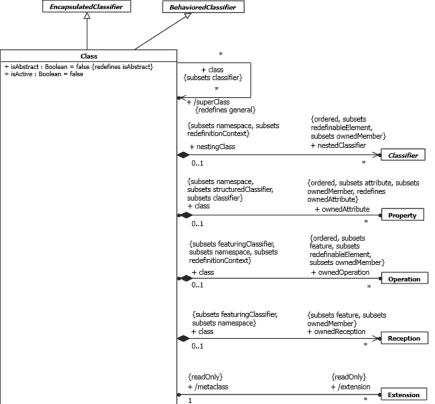 EncapsulatedClassifier
BehavioredClassifier
Class
+ isAbstract : Boolean = false {redefines isAbstract}
+ isActive : Boolean = false
*
+ class
{subsets classifier}
*
+ /superClass
{redefines general}
{subsets namespace, subsets
redefinitionContext}
+ nestingClass
0..1
{ordered, subsets
redefinableElement,
subsets ownedMember}
+ nestedClassifier
*
Classifier
{subsets namespace,
subsets structuredClassifier,
subsets classifier}
+ class
0..1
{ordered, subsets attribute, subsets
ownedMember, redefines
ownedAttribute}
+ ownedAttribute
*
Property
{subsets featuringClassifier,
subsets namespace, subsets
redefinitionContext}
+ class
0..1
{ordered, subsets
feature, subsets
redefinableElement,
subsets ownedMember}
+ ownedOperation
*
Operation
{subsets featuringClassifier,
subsets namespace}
+ class
0..1
{subsets feature, subsets
ownedMember}
+ ownedReception
*
Reception
{readOnly}
+ /metaclass
1
{readOnly}
+ /extension
*
Extension